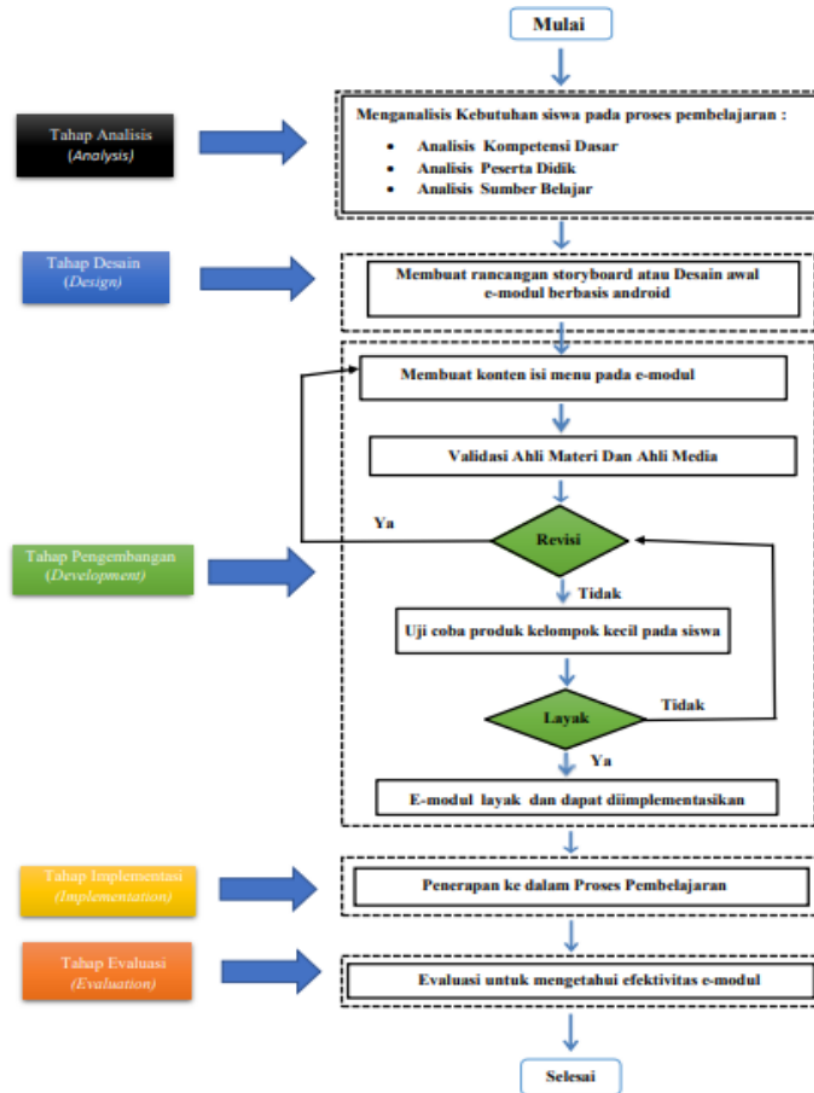 Mulai
Tahap Analisis
(Analysis)
Menganalisis Kebutuhan siswa pada proses pembelajaran :
• Analisis Kompetensi Dasar
• Analisis Peserta Didik
• Analisis Sumber Belajar
Tahap Desain
(Design)
Membuat rancangan storyboard atau Desain awal
e-modul berbasis android
Membuat konten isi menu pada e-modul
Validasi Ahli Materi Dan Ahli Media
Ya
Revisi
Tahap Pengembangan
(Development)
Tidak
Uji coba produk kelompok kecil pada siswa
Layak
Tidak
Ya
E-modul layak dan dapat diimplementasikan
Tahap Implementasi
(Implementation)
Penerapan ke dalam Proses Pembelajaran
Tahap Evaluasi
(Evaluation)
Evaluasi untuk mengetahui efektivitas e-modul
Selesai